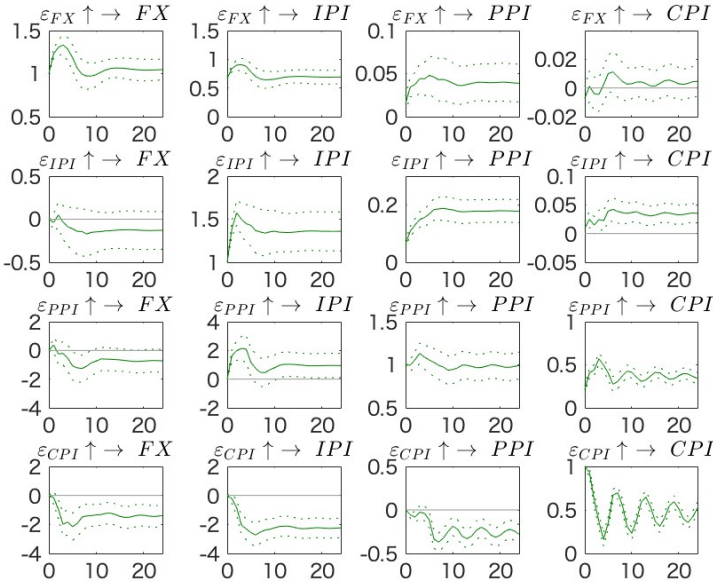 ε_FX ↑ → FX ε_FX ↑ → IPI ε_FX ↑ → PPI ε_FX ↑ → CPI
1.5 1.5 0.1
0.02
1 1 0.05
0.5 0
0.5 0 0 -0.02
0 10 20 0 10 20 0 10 20 0 10 20
ε_IPI ↑ → FX ε_IPI ↑ → IPI ε_IPI ↑ → PPI ε_IPI ↑ → CPI
0.5 2 0.1
0.2 0.05
0 1.5
0
-0.5 1 0 -0.05
0 10 20 0 10 20 0 10 20 0 10 20
ε_PPI ↑ → FX ε_PPI ↑ → IPI ε_PPI ↑ → PPI ε_PPI ↑ → CPI
2 4 1.5 1
0 2
1 0.5
-2 0
-4 -2 0.5 0
0 10 20 0 10 20 0 10 20 0 10 20
ε_CPI ↑ → FX ε_CPI ↑ → IPI ε_CPI ↑ → PPI ε_CPI ↑ → CPI
2 2 0.5 1
0 0
0 0.5
-2 -2
-4 -4 -0.5 0
0 10 20 0 10 20 0 10 20 0 10 20